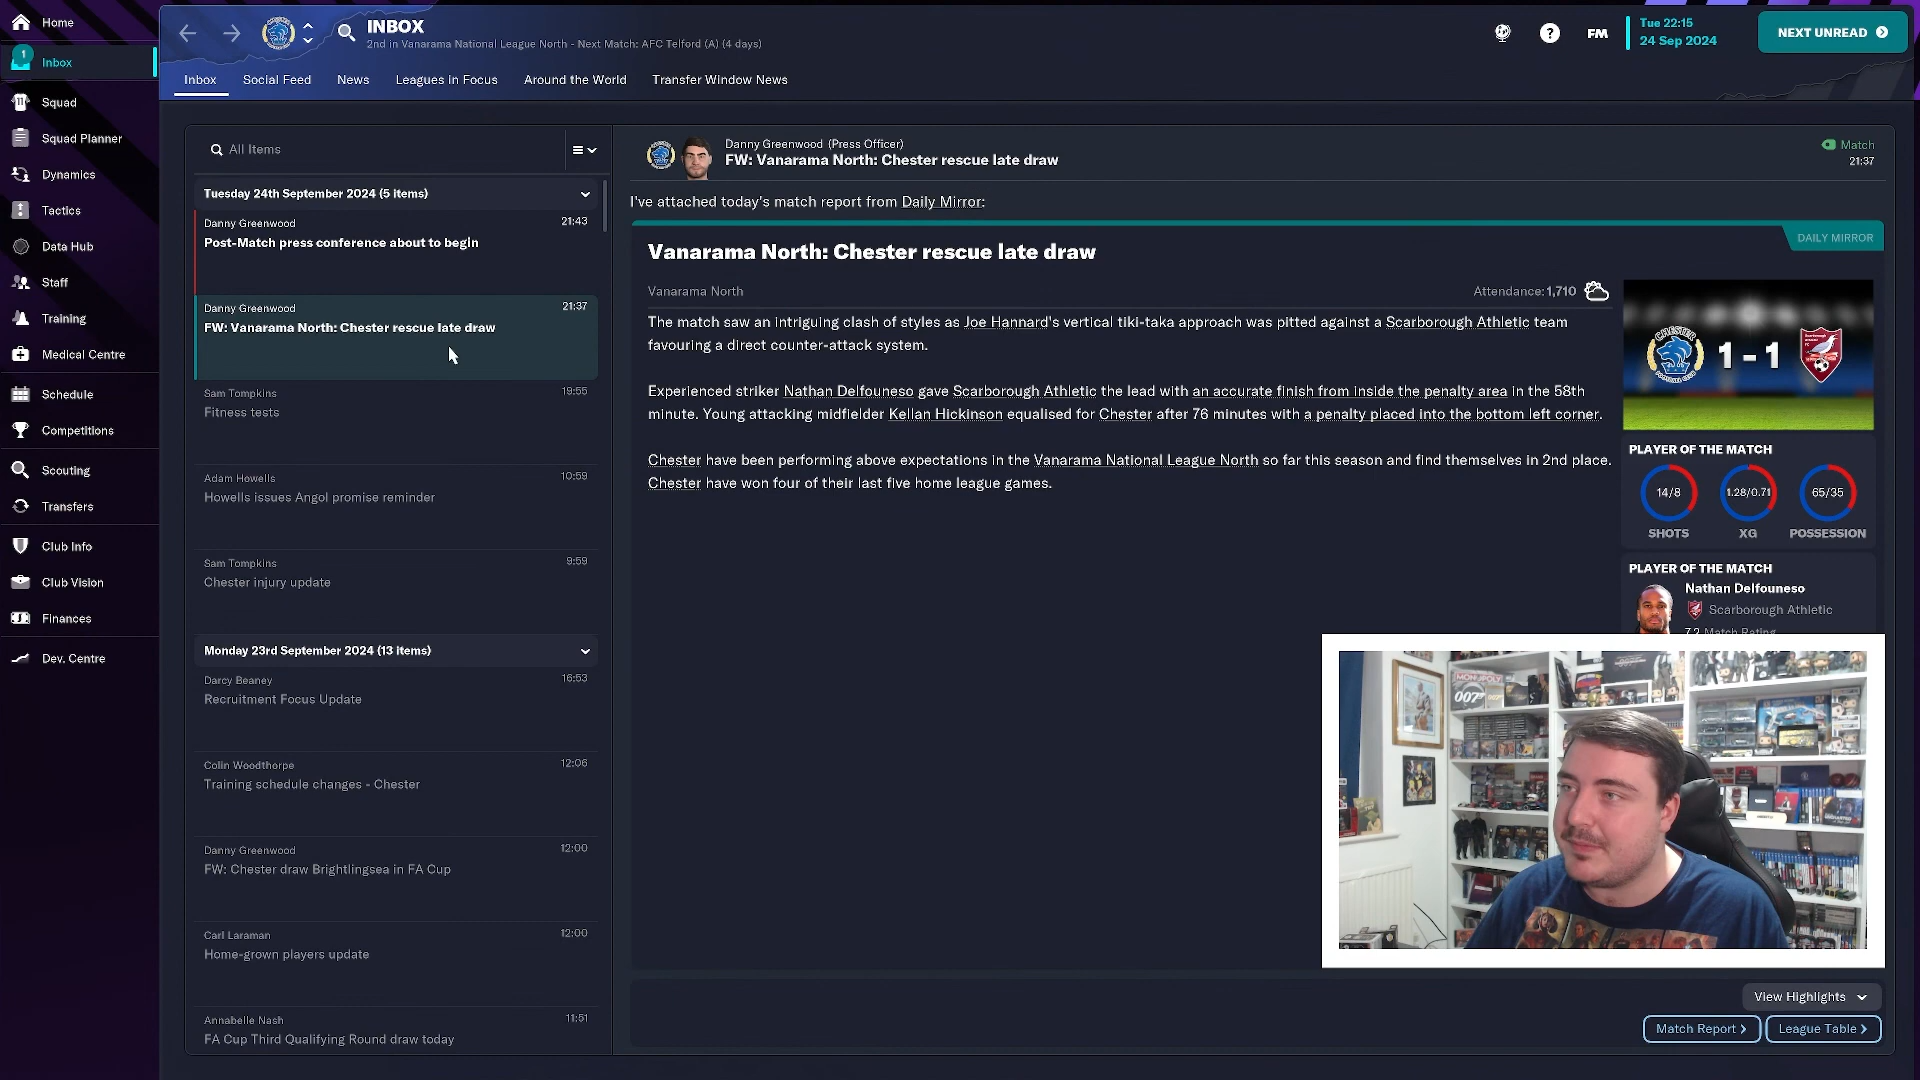 Home
INBOX
2nd in Vanarama National League North - Next Match: AFC Telford (A) (4 days)
FM
Tue 22:15
24 Sep 2024
NEXT UNREAD
1
Inbox
Squad
Squad Planner
Dynamics
Tactics
Data Hub
Staff
Training
Medical Centre
Schedule
Competitions
Scouting
Transfers
Club Info
Club Vision
Finances
Dev. Centre
Inbox Social Feed News Leagues in Focus Around the World Transfer Window News
All Items
Tuesday 24th September 2024 (5 items)
Danny Greenwood 21:43
Post-Match press conference about to begin
Danny Greenwood 21:37
FW: Vanarama North: Chester rescue late draw
Sam Tompkins 19:55
Fitness tests
Adam Howells 10:59
Howells issues Angol promise reminder
Sam Tompkins 9:59
Chester injury update
Monday 23rd September 2024 (13 items)
Darcy Beaney 16:53
Recruitment Focus Update
Colin Woodthorpe 12:06
Training schedule changes - Chester
Danny Greenwood 12:00
FW: Chester draw Brightlingsea in FA Cup
Carl Laraman 12:00
Home-grown players update
Annabelle Nash 11:51
FA Cup Third Qualifying Round draw today
Danny Greenwood (Press Officer)
FW: Vanarama North: Chester rescue late draw
Match
21:37
I've attached today's match report from Daily Mirror:
DAILY MIRROR
Vanarama North: Chester rescue late draw
Vanarama North Attendance: 1,710
The match saw an intriguing clash of styles as Joe Hannard's vertical tiki-taka approach was pitted against a Scarborough Athletic team
favouring a direct counter-attack system.
Experienced striker Nathan Delfouneso gave Scarborough Athletic the lead with an accurate finish from inside the penalty area in the 58th
minute. Young attacking midfielder Kellan Hickinson equalised for Chester after 76 minutes with a penalty placed into the bottom left corner.
Chester have been performing above expectations in the Vanarama National League North so far this season and find themselves in 2nd place.
Chester have won four of their last five home league games.
CHESTER
1 - 1
PLAYER OF THE MATCH
14/8 1.28/0.71 65/35
SHOTS XG POSSESSION
PLAYER OF THE MATCH
Nathan Delfouneso
Scarborough Athletic
7.2 Match Rating
MONOPOLY
007
View Highlights
Match Report
League Table